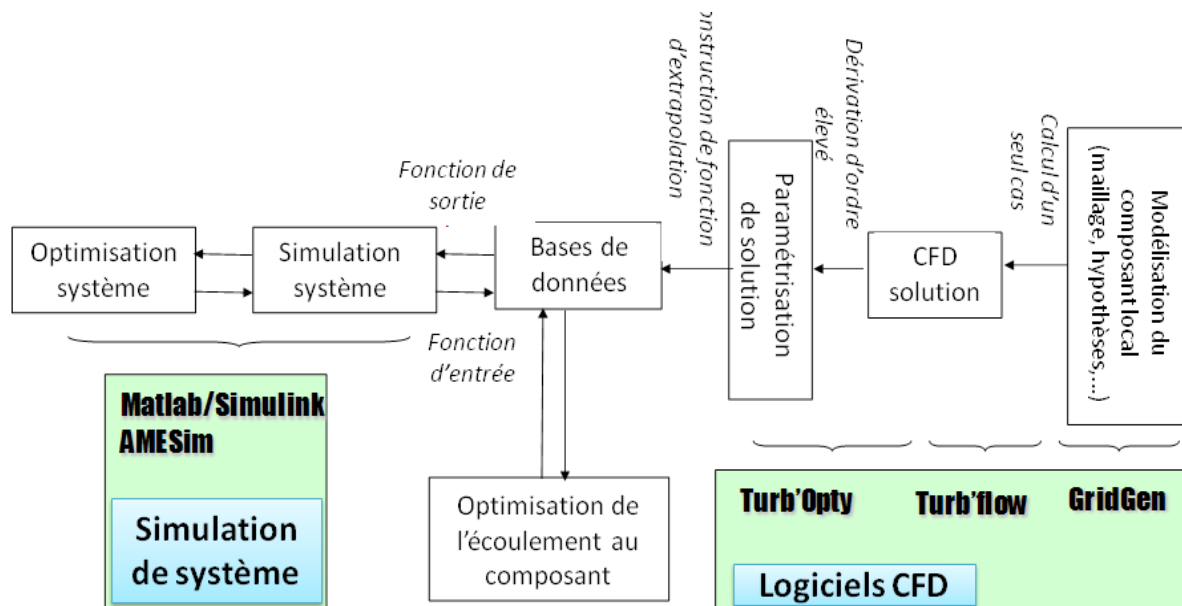 Optimisation
système
Simulation
système
Fonction de
sortie
Bases de
données
Fonction
d'entrée
onstruction de fonction
d'extrapolation
Paramétrisation
de solution
Dérivation d'ordre
élevé
CFD
solution
Calcul d'un
seul cas
Modélisation du
composant local
(maillage, hypothèses,...)
Matlab/Simulink
AMESim
Simulation
de système
Optimisation de
l'écoulement au
composant
Turb'Opty
Turb'flow
GridGen
Logiciels CFD